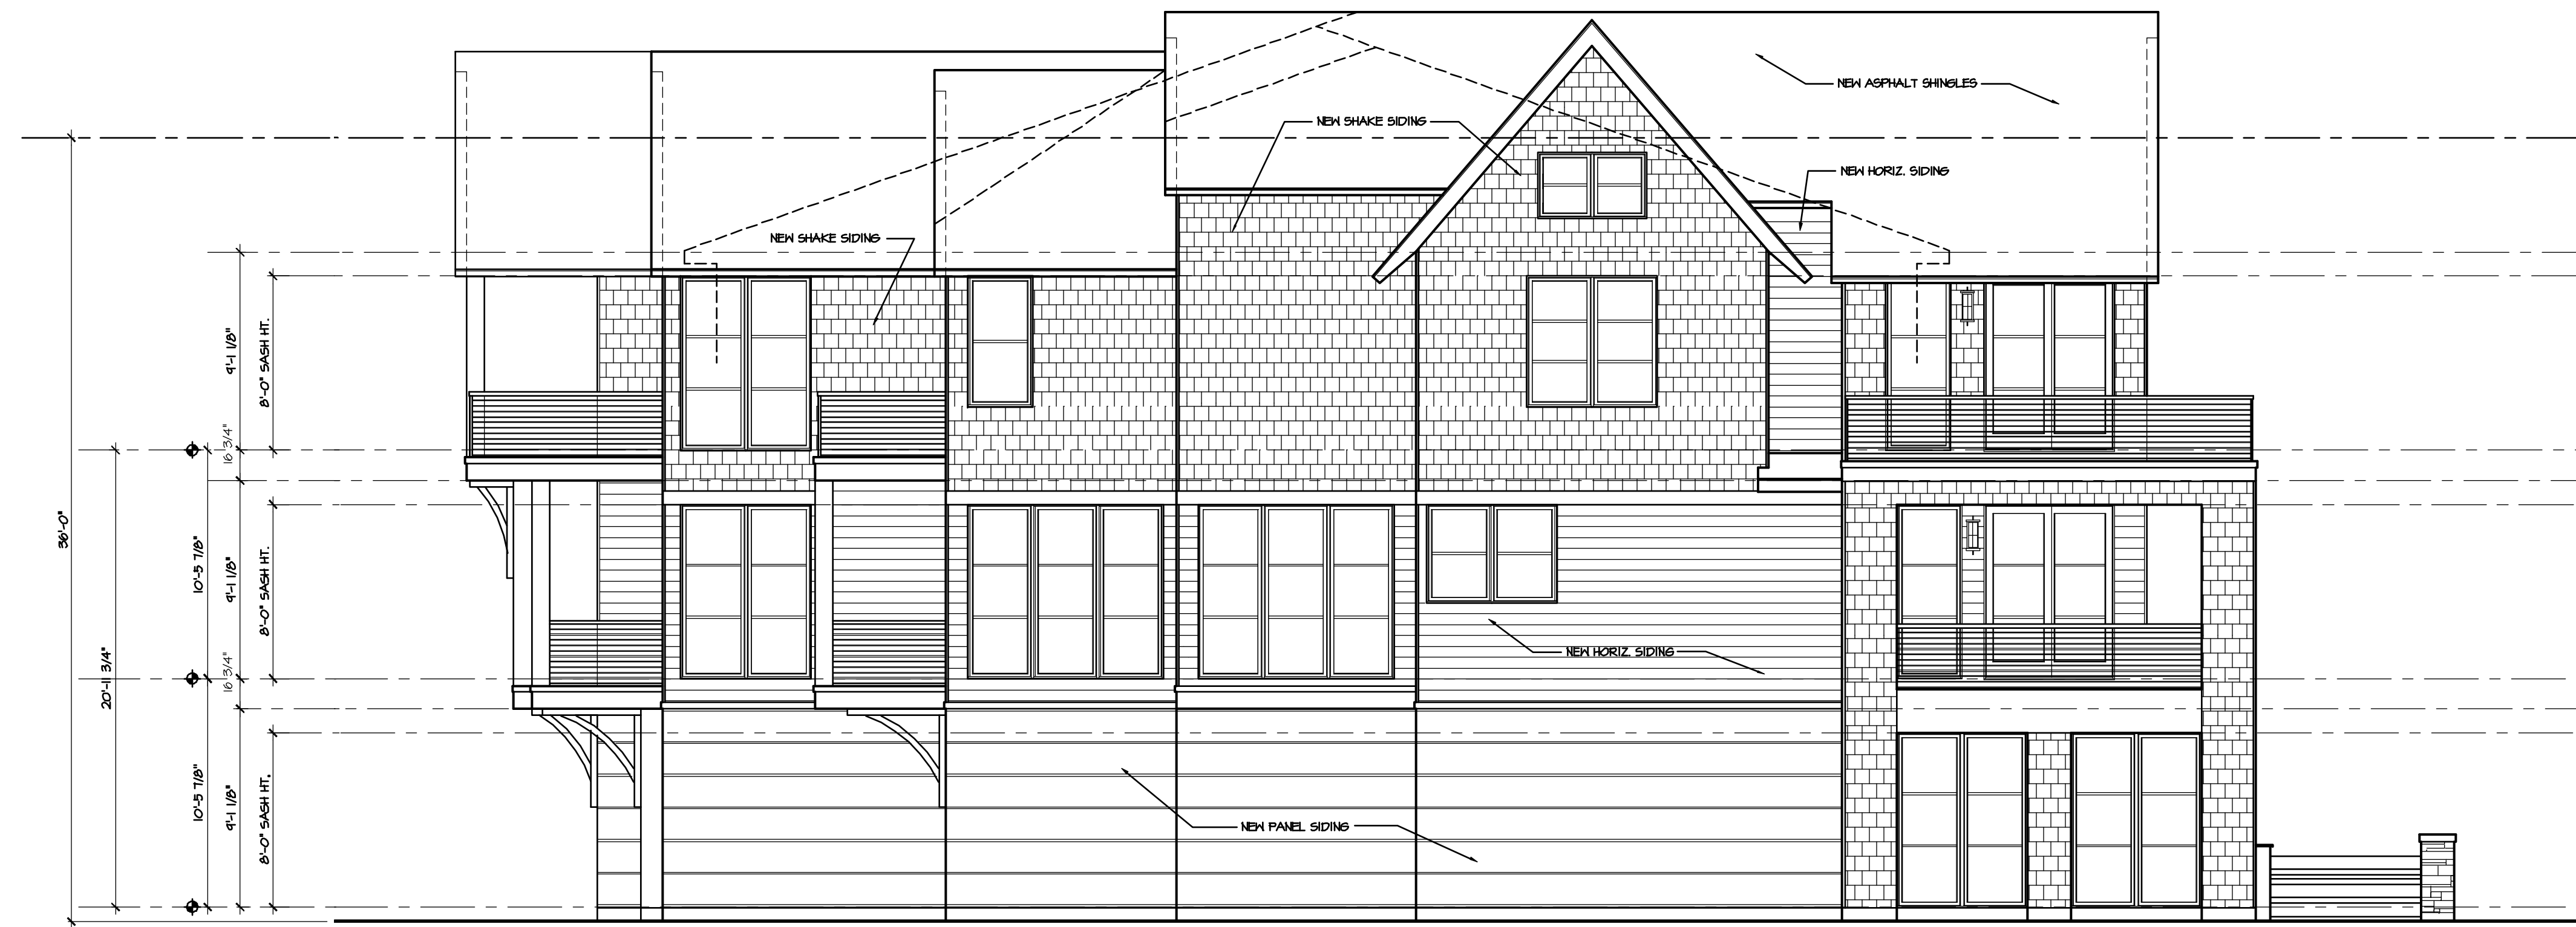 NEW ASPHALT SHINGLES
NEW SHAKE SIDING
NEW HORIZ. SIDING
NEW SHAKE SIDING
9'-1 1/8"
8'-0" SASH HT.
16 3/4"
36'-0"
10'-5 7/8"
9'-1 1/8"
8'-0" SASH HT.
20'-11 3/4"
16 3/4"
NEW HORIZ. SIDING
10'-5 7/8"
9'-1 1/8"
8'-0" SASH HT.
NEW PANEL SIDING